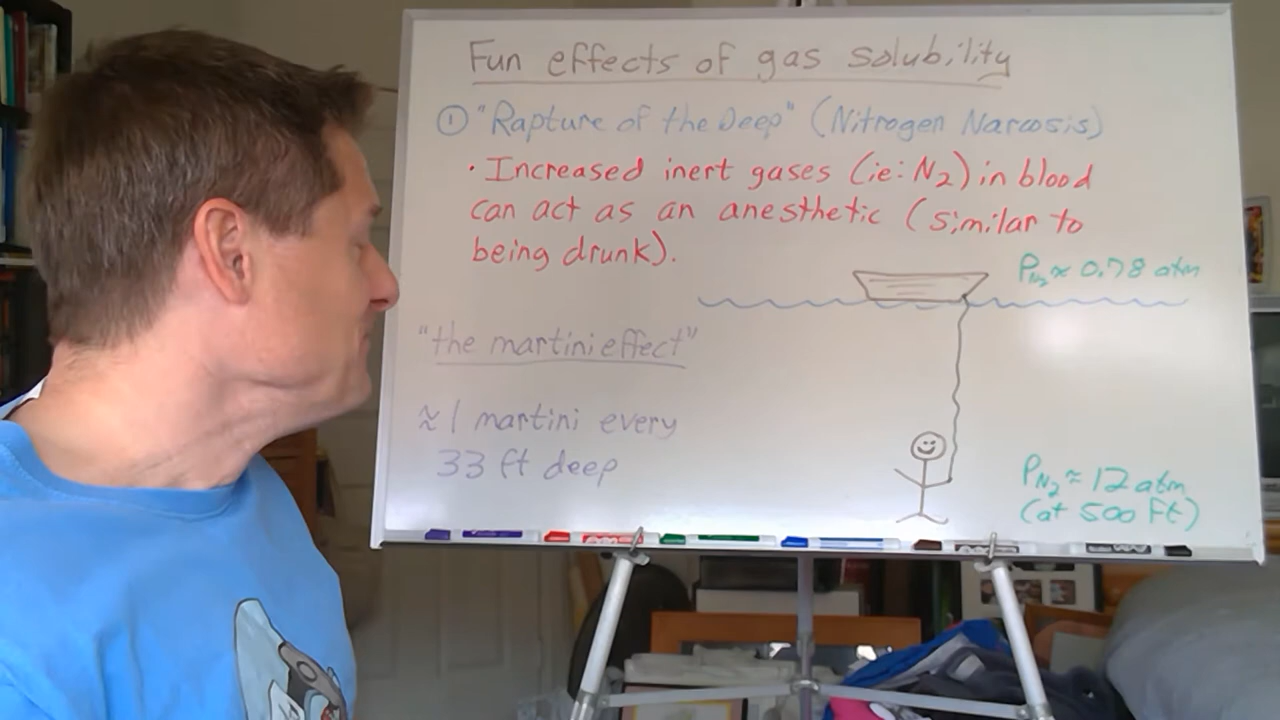 Fun effects of gas solubility
① "Rapture of the Deep" (Nitrogen Narcosis)
· Increased inert gases (ie: N₂) in blood
can act as an anesthetic (similar to
being drunk).
P_N₂ ≈ 0.78 atm
"the martini effect"
≈ 1 martini every
33 ft deep
P_N₂ ≈ 12 atm
(at 500 ft)